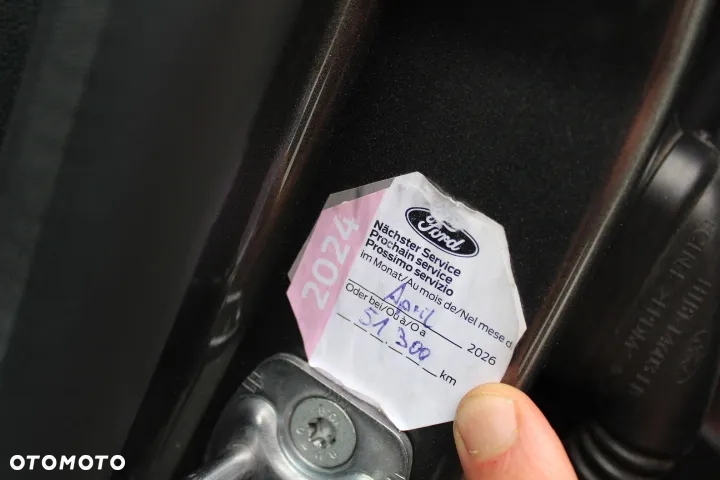 2024
Ford
Nächster Service
Prochain service
Prossimo servizio
im Monat/Au mois de/Nel mese d
April 2026
Oder bei/Ou à/O a
51.300 km
OTOMOTO